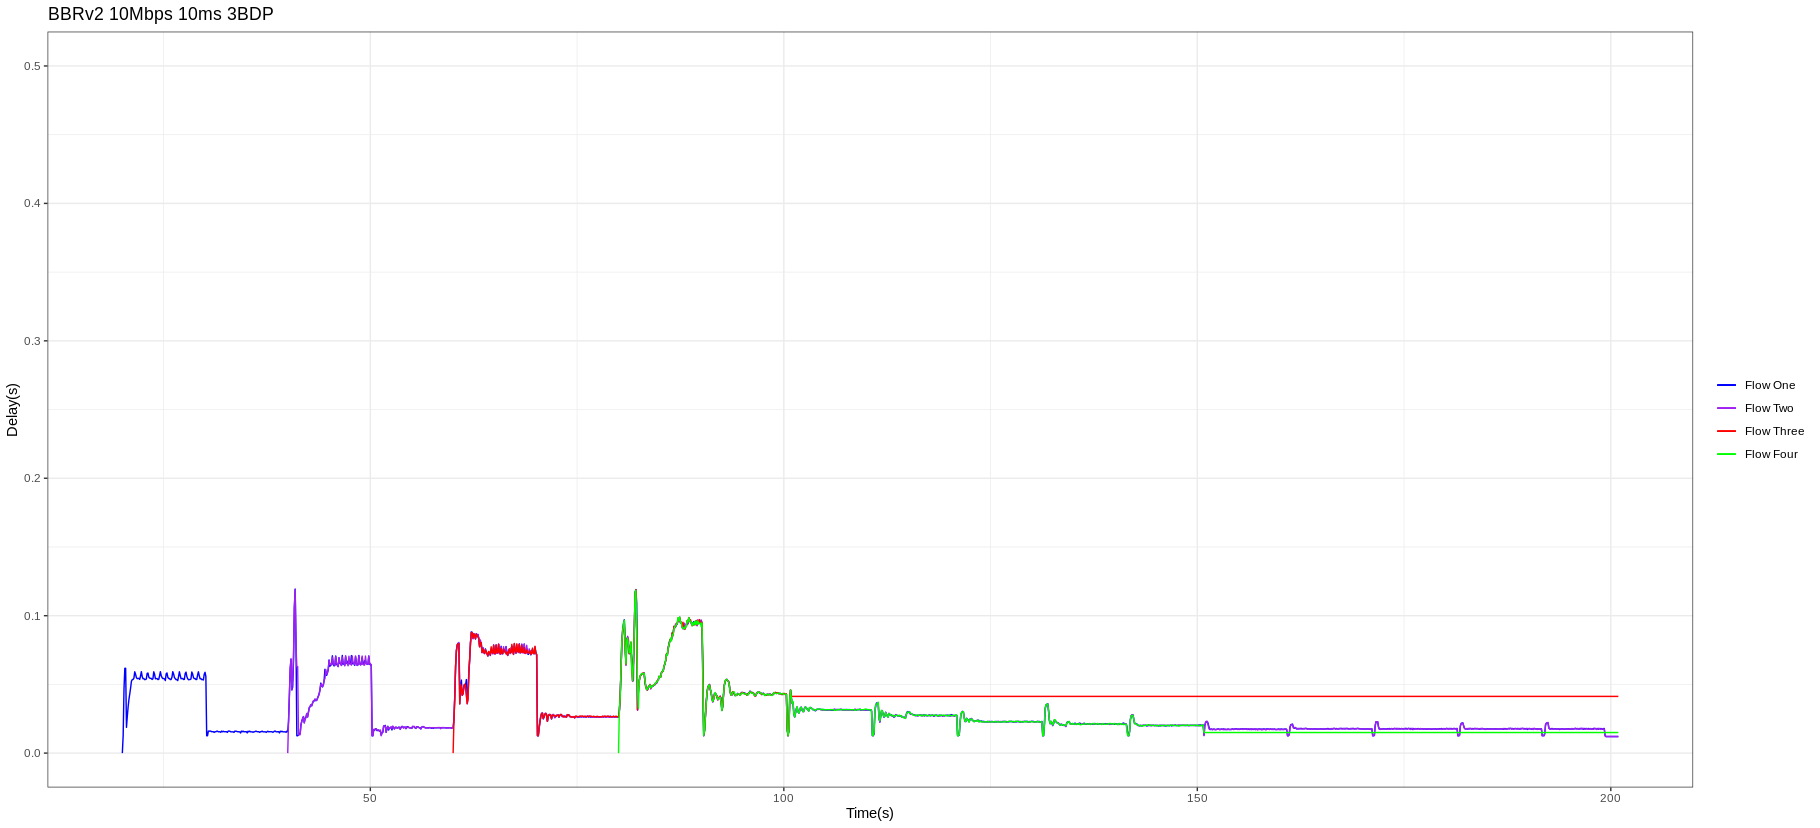 BBRv2 10Mbps 10ms 3BDP
0.5
0.4
0.3
0.2
0.1
0.0
Delay(s)
50
100
150
200
Time(s)
Flow One
Flow Two
Flow Three
Flow Four